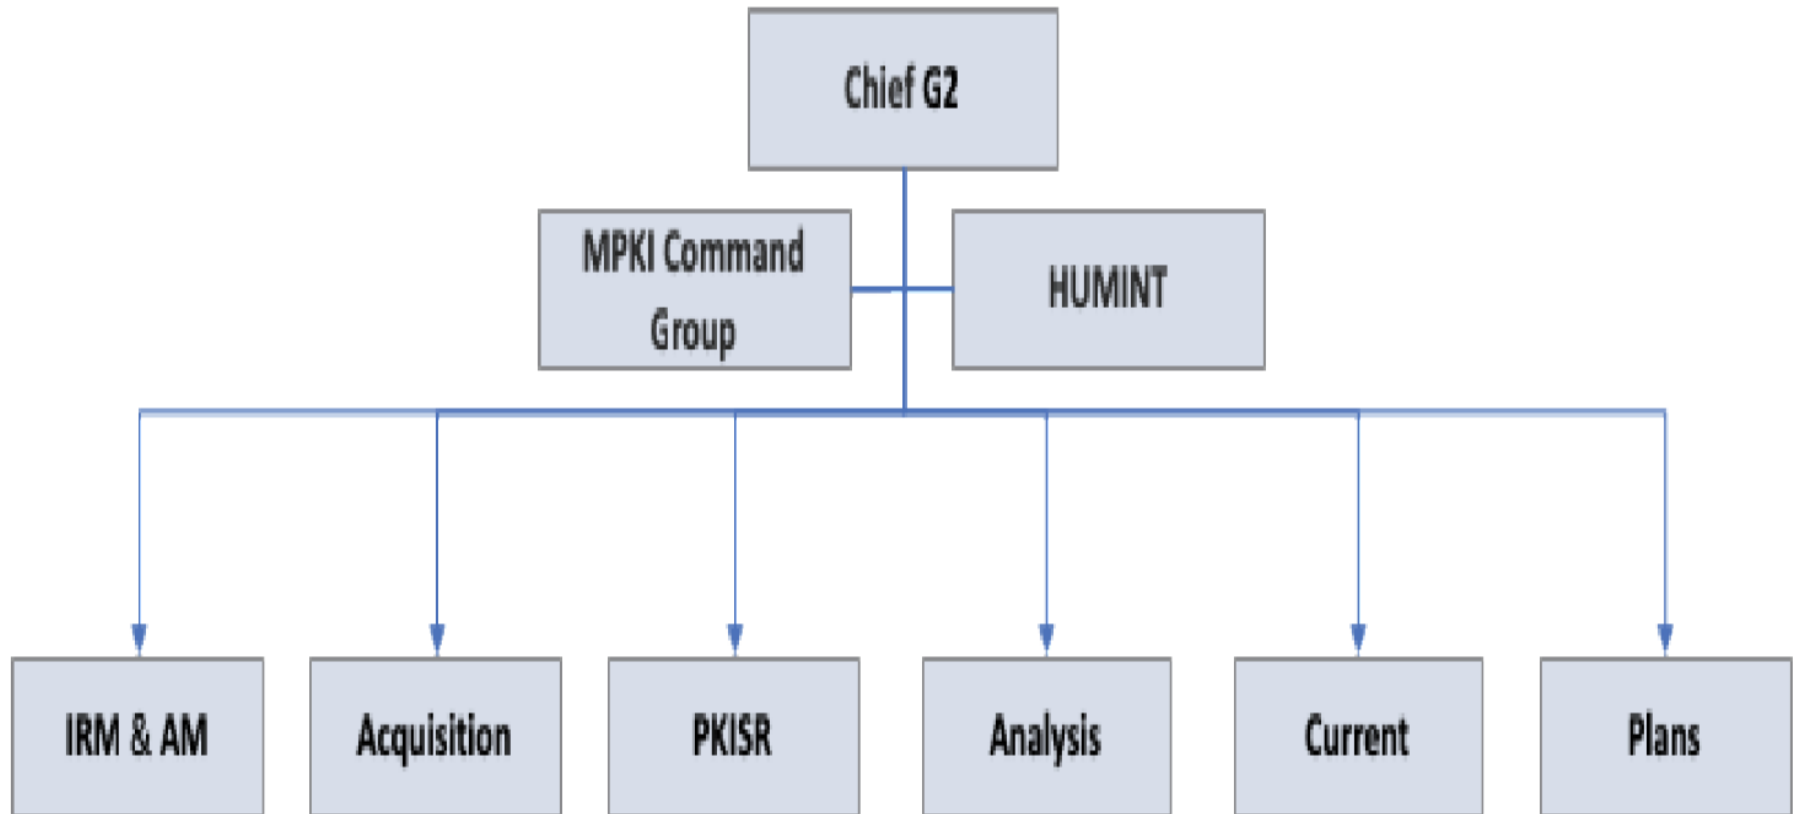 Chief G2
MPKI Command
Group
HUMINT
IRM & AM
Acquisition
PKISR
Analysis
Current
Plans